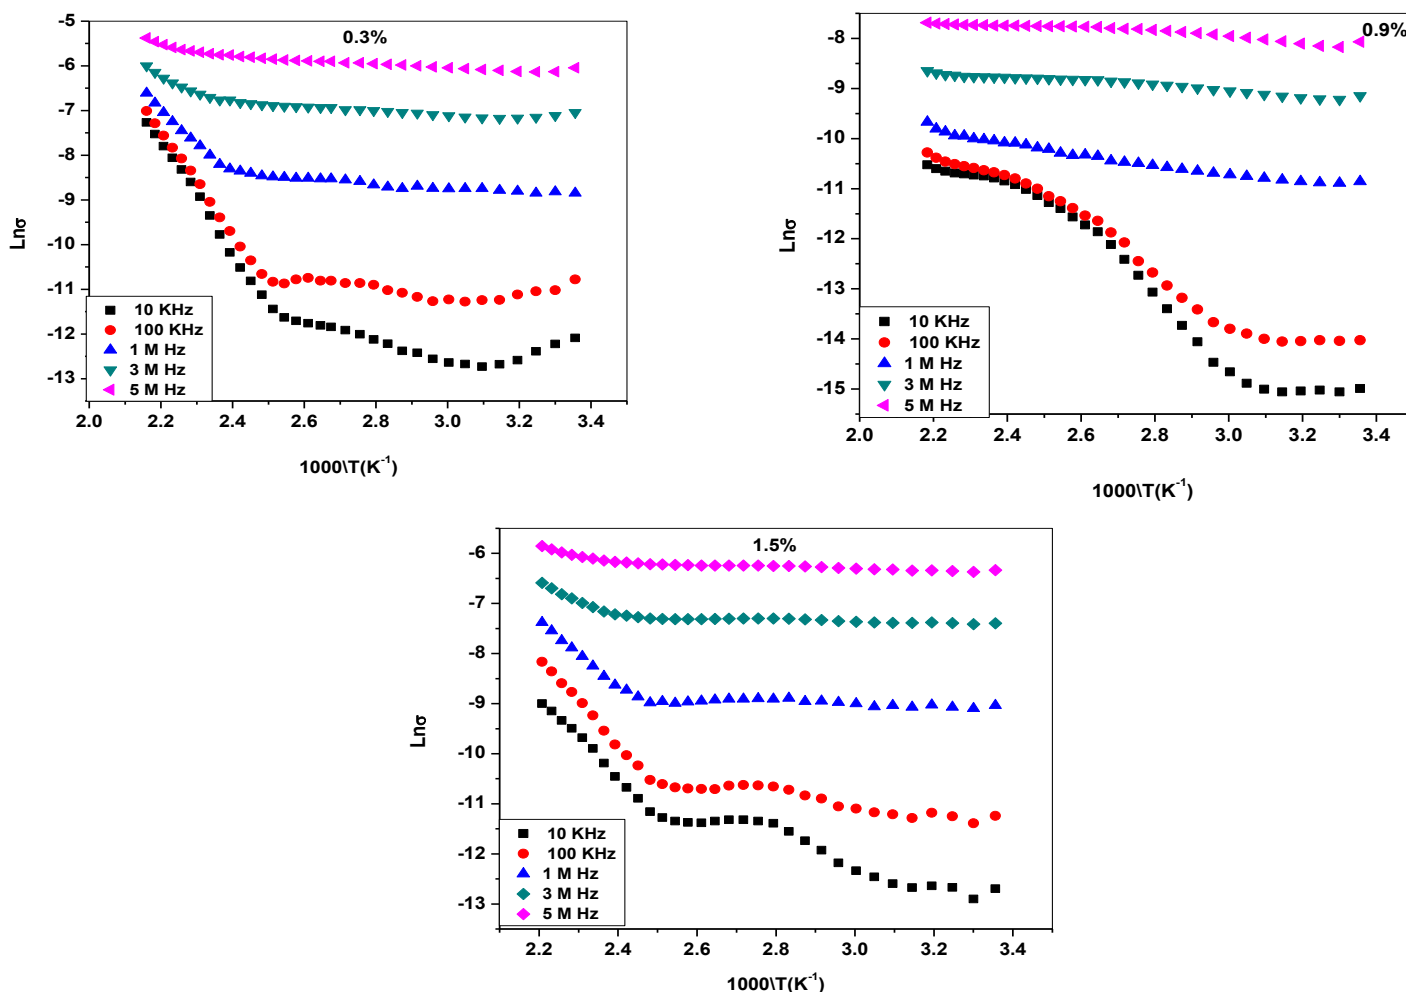 0.3%
-5
-6
-7
-8
-9
-10
-11
-12
-13
Lnσ
10 KHz
100 KHz
1 M Hz
3 M Hz
5 M Hz
2.0 2.2 2.4 2.6 2.8 3.0 3.2 3.4
1000\T(K⁻¹)
0.9%
-8
-9
-10
-11
-12
-13
-14
-15
Lnσ
10 KHz
100 KHz
1 M Hz
3 M Hz
5 M Hz
2.0 2.2 2.4 2.6 2.8 3.0 3.2 3.4
1000\T(K⁻¹)
1.5%
-6
-7
-8
-9
-10
-11
-12
-13
Lnσ
10 KHz
100 KHz
1 M Hz
3 M Hz
5 M Hz
2.2 2.4 2.6 2.8 3.0 3.2 3.4
1000\T(K⁻¹)